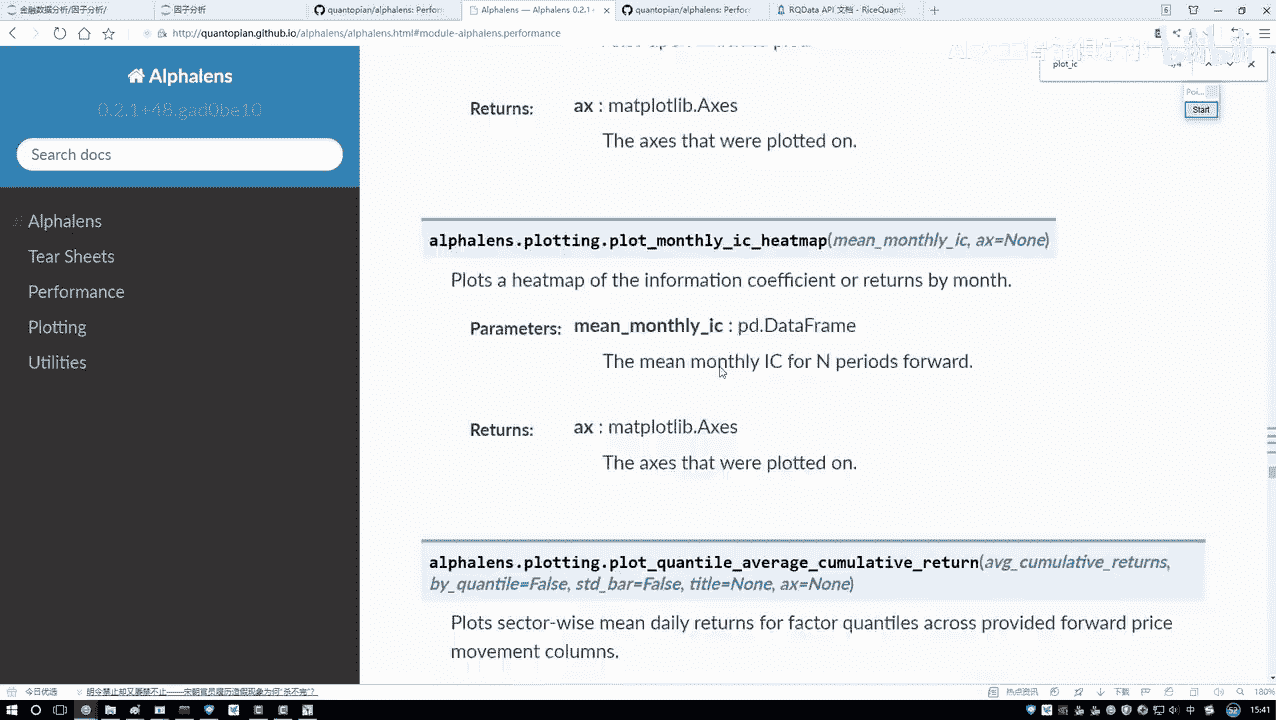 金融数据分析/因子分析/
因子分析
quantopian/alphalens: Perfor
Alphalens — Alphalens 0.2.1+
quantopian/alphalens: Perfor
RQData API 文档 - RiceQuant
http://quantopian.github.io/alphalens/alphalens.html#module-alphalens.performance
plot_ic
Poi...
Start
Alphalens
0.2.1+48.gad0be10
Search docs
Alphalens
Tear Sheets
Performance
Plotting
Utilities
Returns: ax : matplotlib.Axes
The axes that were plotted on.
alphalens.plotting.plot_monthly_ic_heatmap(mean_monthly_ic, ax=None)
Plots a heatmap of the information coefficient or returns by month.
Parameters: mean_monthly_ic : pd.DataFrame
The mean monthly IC for N periods forward.
Returns: ax : matplotlib.Axes
The axes that were plotted on.
alphalens.plotting.plot_quantile_average_cumulative_return(avg_cumulative_returns,
by_quantile=False, std_bar=False, title=None, ax=None)
Plots sector-wise mean daily returns for factor quantiles across provided forward price
movement columns.
今日优选
热点资讯
下载
180%
中
15:41